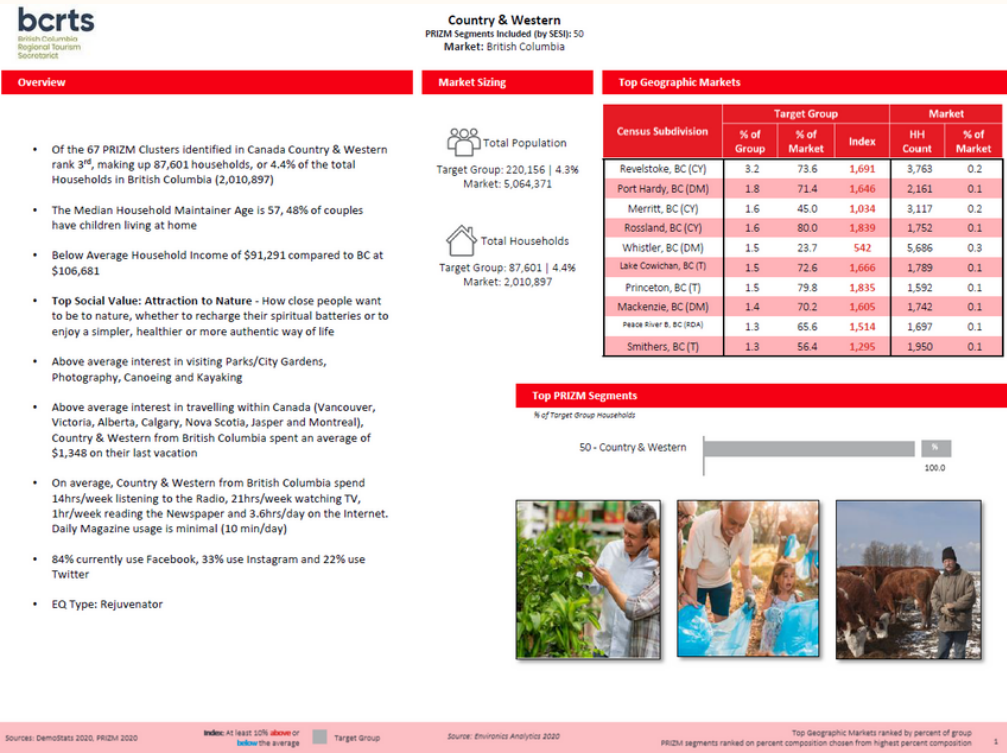 bcrts
British Columbia
Regional Tourism
Secretariat
Country & Western
PRIZM Segments Included (by SESI): 50
Market: British Columbia
Overview
• Of the 67 PRIZM Clusters identified in Canada Country & Western
rank 3rd, making up 87,601 households, or 4.4% of the total
Households in British Columbia (2,010,897)
• The Median Household Maintainer Age is 57, 48% of couples
have children living at home
• Below Average Household Income of $91,291 compared to BC at
$106,681
• Top Social Value: Attraction to Nature - How close people want
to be to nature, whether to recharge their spiritual batteries or to
enjoy a simpler, healthier or more authentic way of life
• Above average interest in visiting Parks/City Gardens,
Photography, Canoeing and Kayaking
• Above average interest in travelling within Canada (Vancouver,
Victoria, Alberta, Calgary, Nova Scotia, Jasper and Montreal),
Country & Western from British Columbia spent an average of
$1,348 on their last vacation
• On average, Country & Western from British Columbia spend
14hrs/week listening to the Radio, 21hrs/week watching TV,
1hr/week reading the Newspaper and 3.6hrs/day on the Internet.
Daily Magazine usage is minimal (10 min/day)
• 84% currently use Facebook, 33% use Instagram and 22% use
Twitter
• EQ Type: Rejuvenator
Market Sizing
Total Population
Target Group: 220,156 | 4.3%
Market: 5,064,371
Total Households
Target Group: 87,601 | 4.4%
Market: 2,010,897
Top Geographic Markets
Target Group Market
Census Subdivision % of Group % of Market Index HH Count % of Market
Revelstoke, BC (CY) 3.2 73.6 1,691 3,763 0.2
Port Hardy, BC (DM) 1.8 71.4 1,646 2,161 0.1
Merritt, BC (CY) 1.6 45.0 1,034 3,117 0.2
Rossland, BC (CY) 1.6 80.0 1,839 1,752 0.1
Whistler, BC (DM) 1.5 23.7 542 5,686 0.3
Lake Cowichan, BC (T) 1.5 72.6 1,666 1,789 0.1
Princeton, BC (T) 1.5 79.8 1,835 1,592 0.1
Mackenzie, BC (DM) 1.4 70.2 1,605 1,742 0.1
Peace River B, BC (RDA) 1.3 65.6 1,514 1,697 0.1
Smithers, BC (T) 1.3 56.4 1,295 1,950 0.1
Top PRIZM Segments
% of Target Group Households
50 - Country & Western
%
100.0
Sources: DemoStats 2020, PRIZM 2020
Index: At least 10% above or
below the average
Target Group
Source: Environics Analytics 2020
Top Geographic Markets ranked by percent of group
PRIZM segments ranked on percent composition chosen from highest percent composition
1